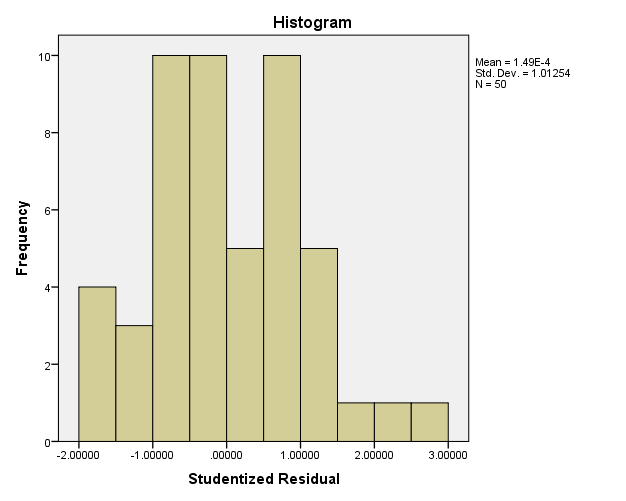 Histogram
Mean = 1.49E-4
Std. Dev. = 1.01254
N = 50
10
8
6
4
2
0
Frequency
-2.00000 -1.00000 .00000 1.00000 2.00000 3.00000
Studentized Residual